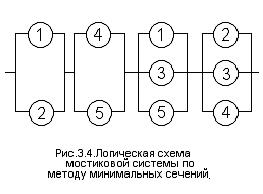 1 4 1 2
3 3
2 5 5 4
Рис.3.4.Логическая схема
мостиковой системы по
методу минимальных сечений.